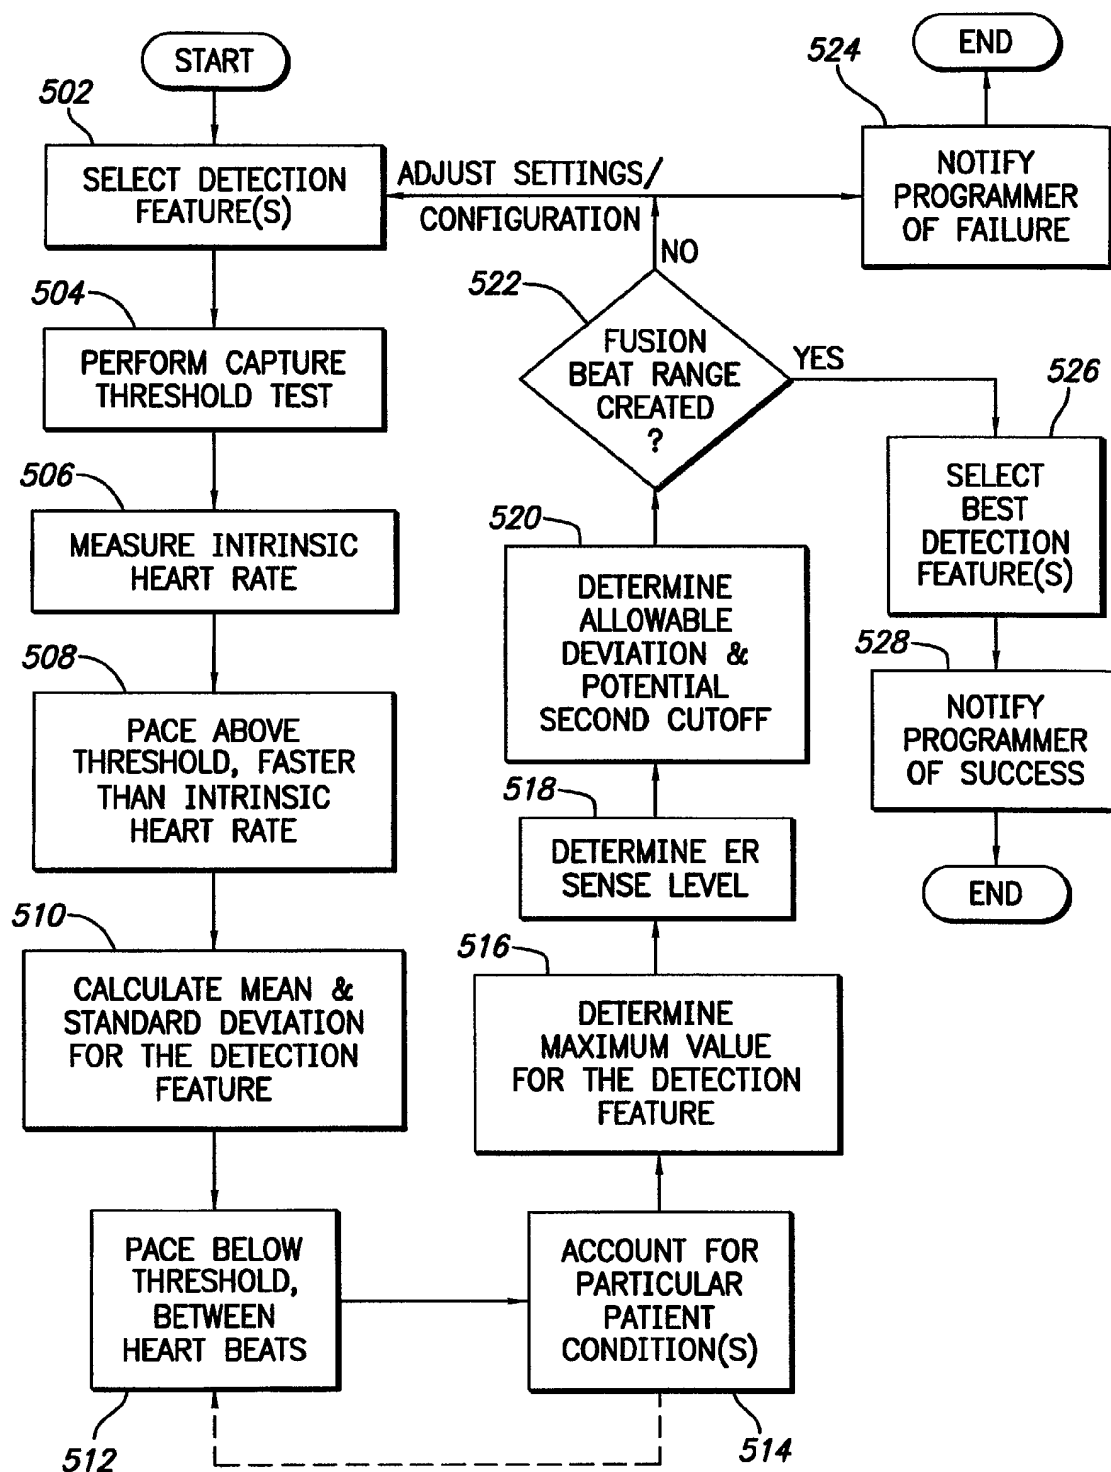 START
502
SELECT DETECTION
FEATURE(S)
504
PERFORM CAPTURE
THRESHOLD TEST
506
MEASURE INTRINSIC
HEART RATE
508
PACE ABOVE
THRESHOLD, FASTER
THAN INTRINSIC
HEART RATE
510
CALCULATE MEAN &
STANDARD DEVIATION
FOR THE DETECTION
FEATURE
PACE BELOW
THRESHOLD,
BETWEEN
HEART BEATS
512
ACCOUNT FOR
PARTICULAR
PATIENT
CONDITION(S)
514
516
DETERMINE
MAXIMUM VALUE
FOR THE DETECTION
FEATURE
518
DETERMINE ER
SENSE LEVEL
520
DETERMINE
ALLOWABLE
DEVIATION &
POTENTIAL
SECOND CUTOFF
522
FUSION
BEAT RANGE
CREATED
?
NO
ADJUST SETTINGS/
CONFIGURATION
524
NOTIFY
PROGRAMMER
OF FAILURE
END
YES
526
SELECT
BEST
DETECTION
FEATURE(S)
528
NOTIFY
PROGRAMMER
OF SUCCESS
END